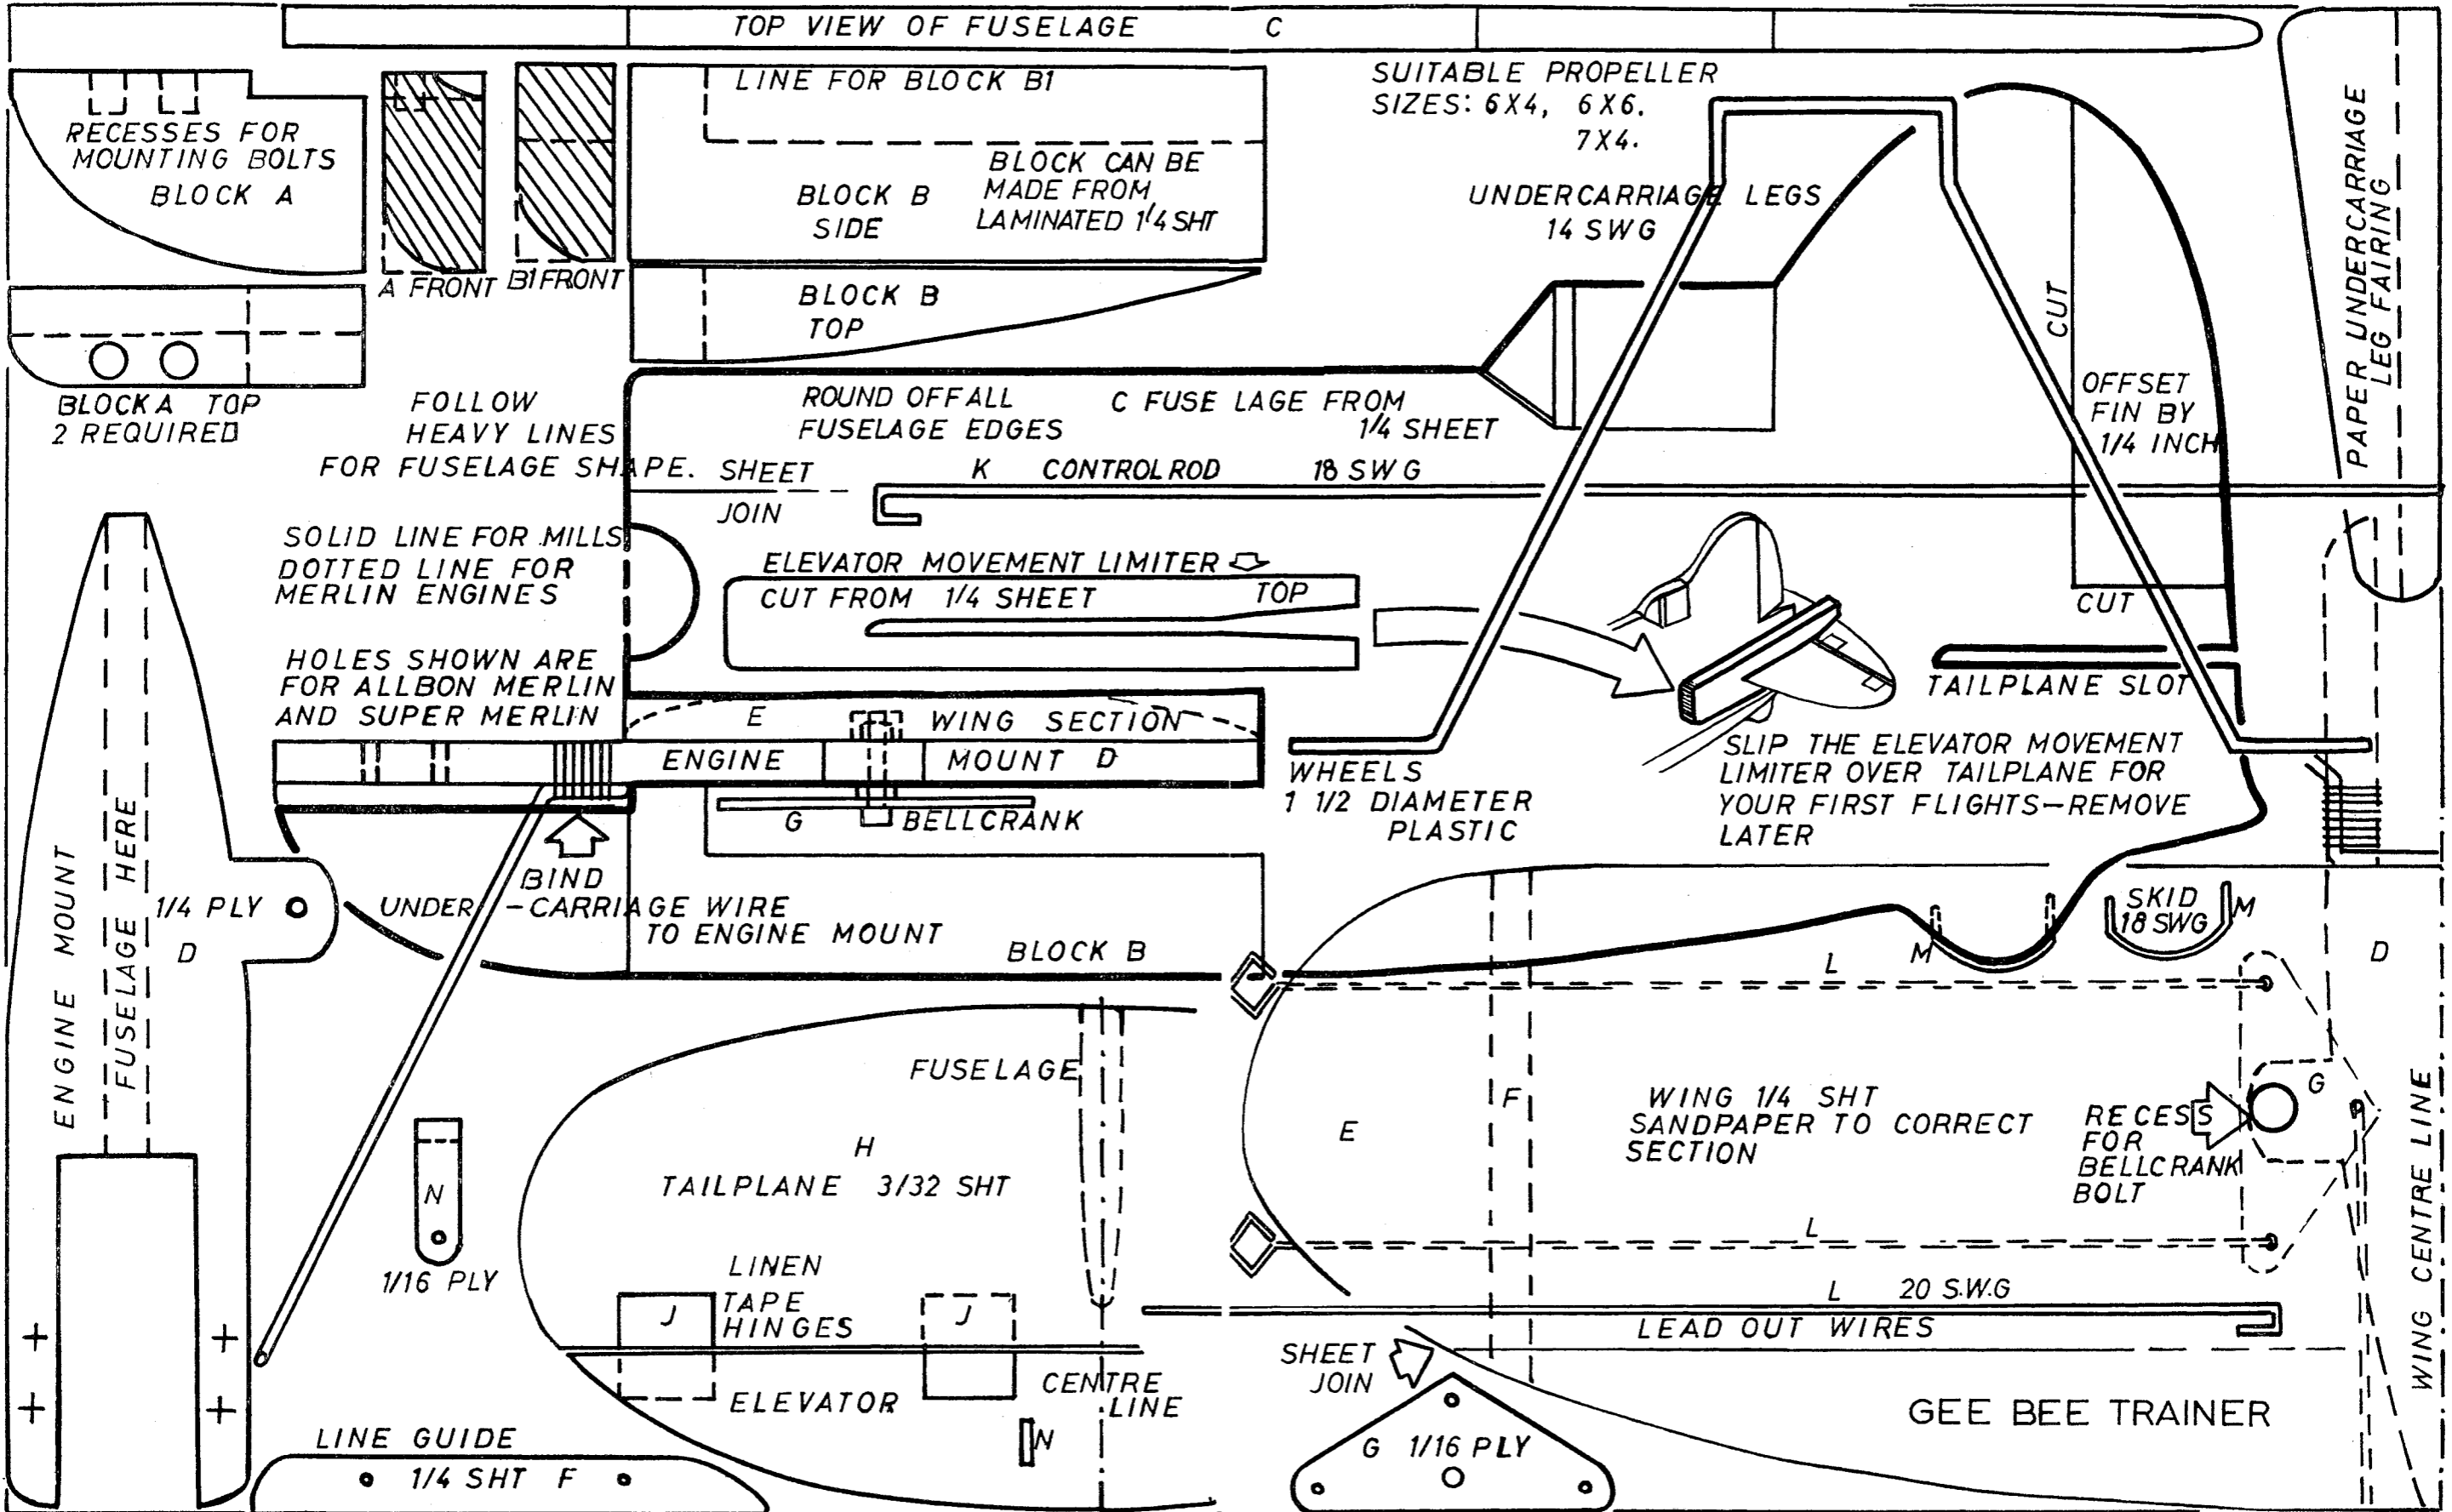 TOP VIEW OF FUSELAGE C
RECESSES FOR
MOUNTING BOLTS
BLOCK A
A FRONT
B1 FRONT
LINE FOR BLOCK B1
BLOCK B
SIDE
BLOCK CAN BE
MADE FROM
LAMINATED 1/4 SHT
SUITABLE PROPELLER
SIZES: 6X4, 6X6.
7X4.
UNDERCARRIAGE LEGS
14 SWG
PAPER UNDERCARRIAGE
LEG FAIRING
BLOCK B
TOP
BLOCK A TOP
2 REQUIRED
FOLLOW
HEAVY LINES
FOR FUSELAGE SHAPE.
ROUND OFF ALL
FUSELAGE EDGES
C FUSE LAGE FROM
1/4 SHEET
CUT
OFFSET
FIN BY
1/4 INCH
SHEET
JOIN
K CONTROL ROD 18 SWG
SOLID LINE FOR MILLS
DOTTED LINE FOR
MERLIN ENGINES
ELEVATOR MOVEMENT LIMITER
CUT FROM 1/4 SHEET TOP
CUT
HOLES SHOWN ARE
FOR ALLBON MERLIN
AND SUPER MERLIN
TAILPLANE SLOT
E WING SECTION
ENGINE MOUNT D
G BELLCRANK
WHEELS
1 1/2 DIAMETER
PLASTIC
SLIP THE ELEVATOR MOVEMENT
LIMITER OVER TAILPLANE FOR
YOUR FIRST FLIGHTS-REMOVE
LATER
ENGINE MOUNT
FUSELAGE HERE
1/4 PLY
D
BIND
UNDER -CARRIAGE WIRE
TO ENGINE MOUNT
BLOCK B
SKID
18 SWG
M
M
D
L
FUSELAGE
H
TAILPLANE 3/32 SHT
N
1/16 PLY
E
F
WING 1/4 SHT
SANDPAPER TO CORRECT
SECTION
G
RECESS
FOR
BELLCRANK
BOLT
WING CENTRE LINE
L
LINEN
TAPE
HINGES
J
J
L 20 S.W.G
LEAD OUT WIRES
SHEET
JOIN
ELEVATOR
CENTRE
LINE
N
GEE BEE TRAINER
LINE GUIDE
1/4 SHT F
G 1/16 PLY